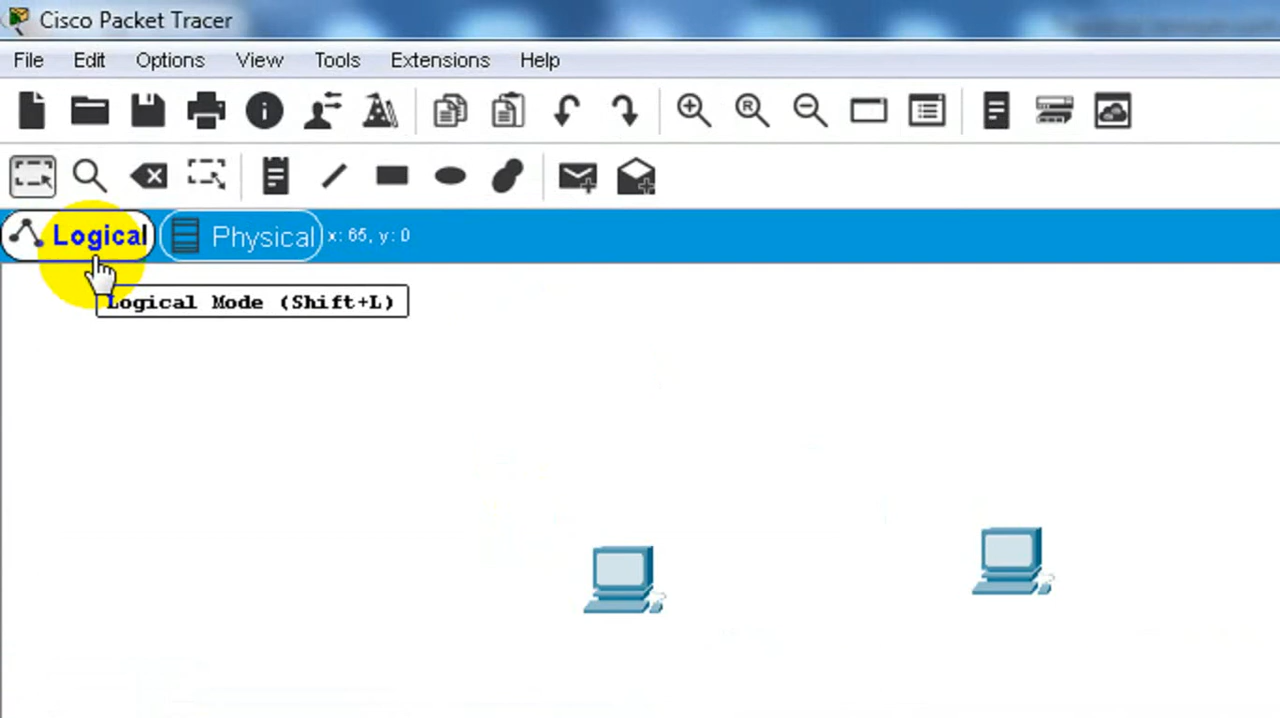 Cisco Packet Tracer
File Edit Options View Tools Extensions Help
R
Logical Physical x: 65, y: 0
Logical Mode (Shift+L)